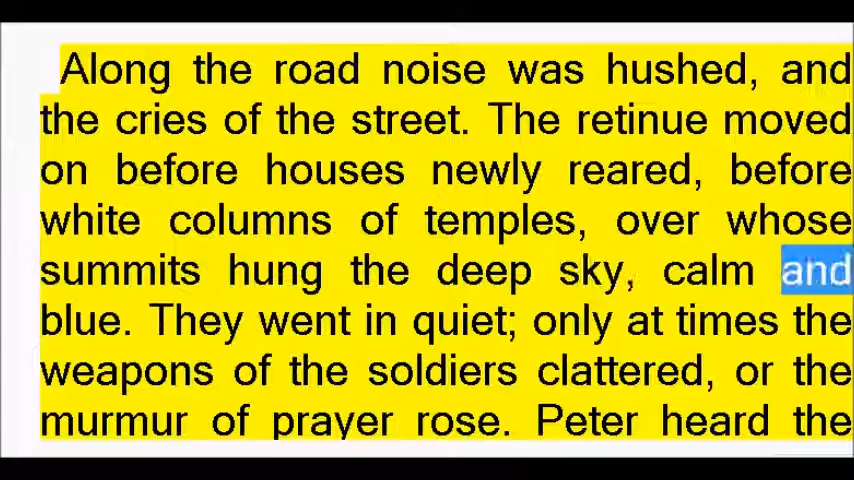 Along the road noise was hushed, and
the cries of the street. The retinue moved
on before houses newly reared, before
white columns of temples, over whose
summits hung the deep sky, calm and
blue. They went in quiet; only at times the
weapons of the soldiers clattered, or the
murmur of prayer rose. Peter heard the